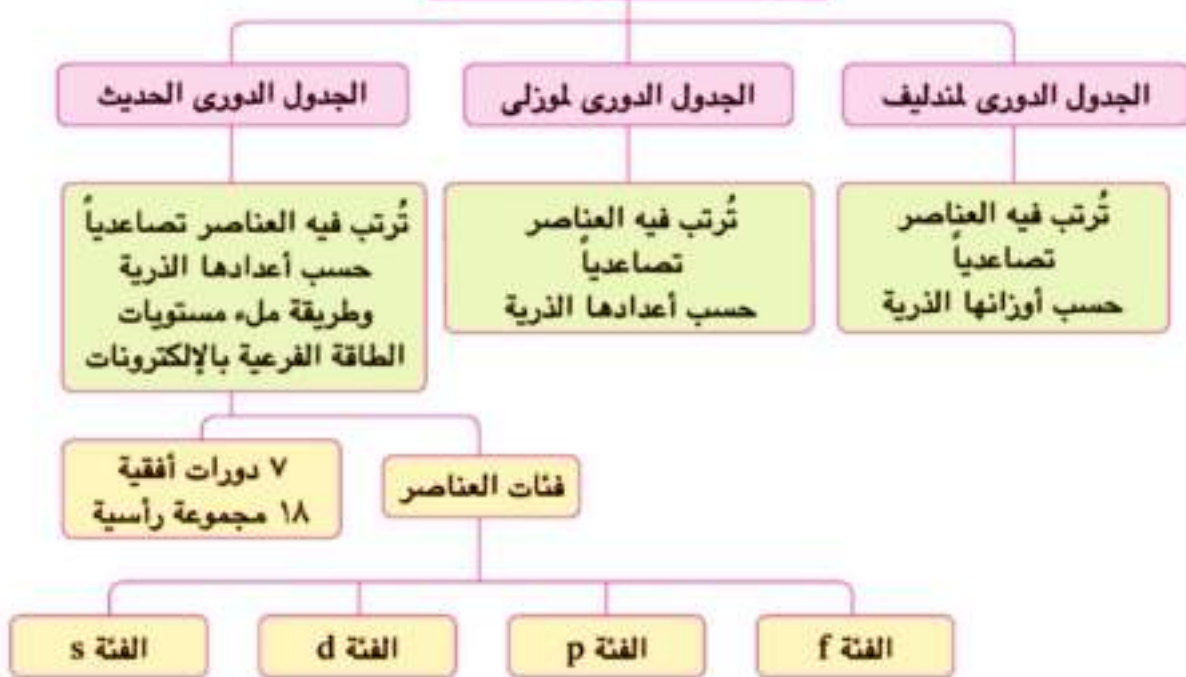 الجدول الدورى لمندليف
الجدول الدورى لموزلى
الجدول الدورى الحديث
تُرتب فيه العناصر
تصاعدياً
حسب أوزانها الذرية
تُرتب فيه العناصر
تصاعدياً
حسب أعدادها الذرية
تُرتب فيه العناصر تصاعدياً
حسب أعدادها الذرية
وطريقة ملء مستويات
الطاقة الفرعية بالإلكترونات
فئات العناصر
٧ دورات أفقية
١٨ مجموعة رأسية
الفئة f
الفئة p
الفئة d
الفئة s